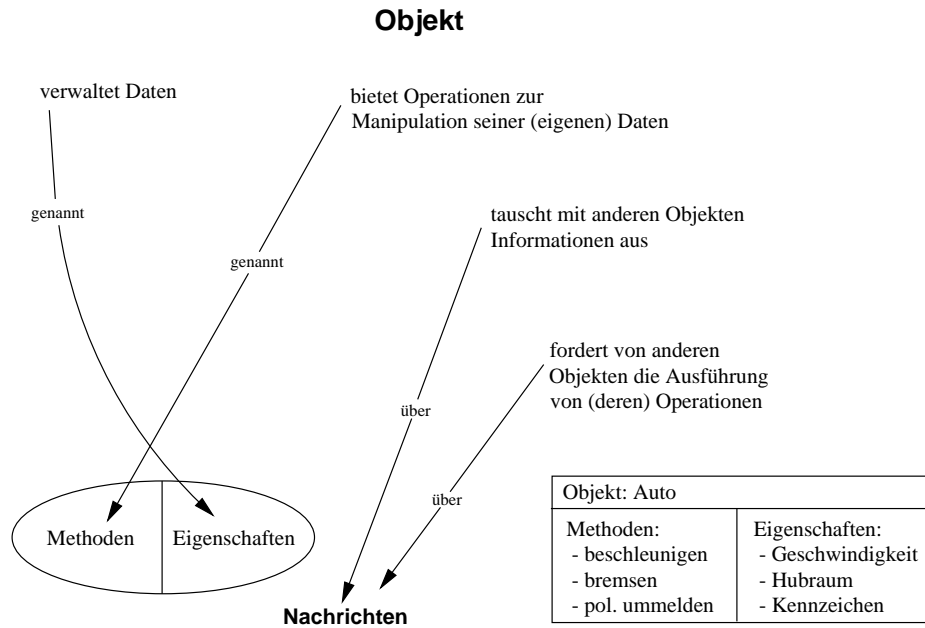 Objekt
verwaltet Daten
bietet Operationen zur
Manipulation seiner (eigenen) Daten
genannt
genannt
tauscht mit anderen Objekten
Informationen aus
fordert von anderen
Objekten die Ausführung
von (deren) Operationen
über
über
Methoden
Eigenschaften
Nachrichten
Objekt: Auto
Methoden:
- beschleunigen
- bremsen
- pol. ummelden
Eigenschaften:
- Geschwindigkeit
- Hubraum
- Kennzeichen